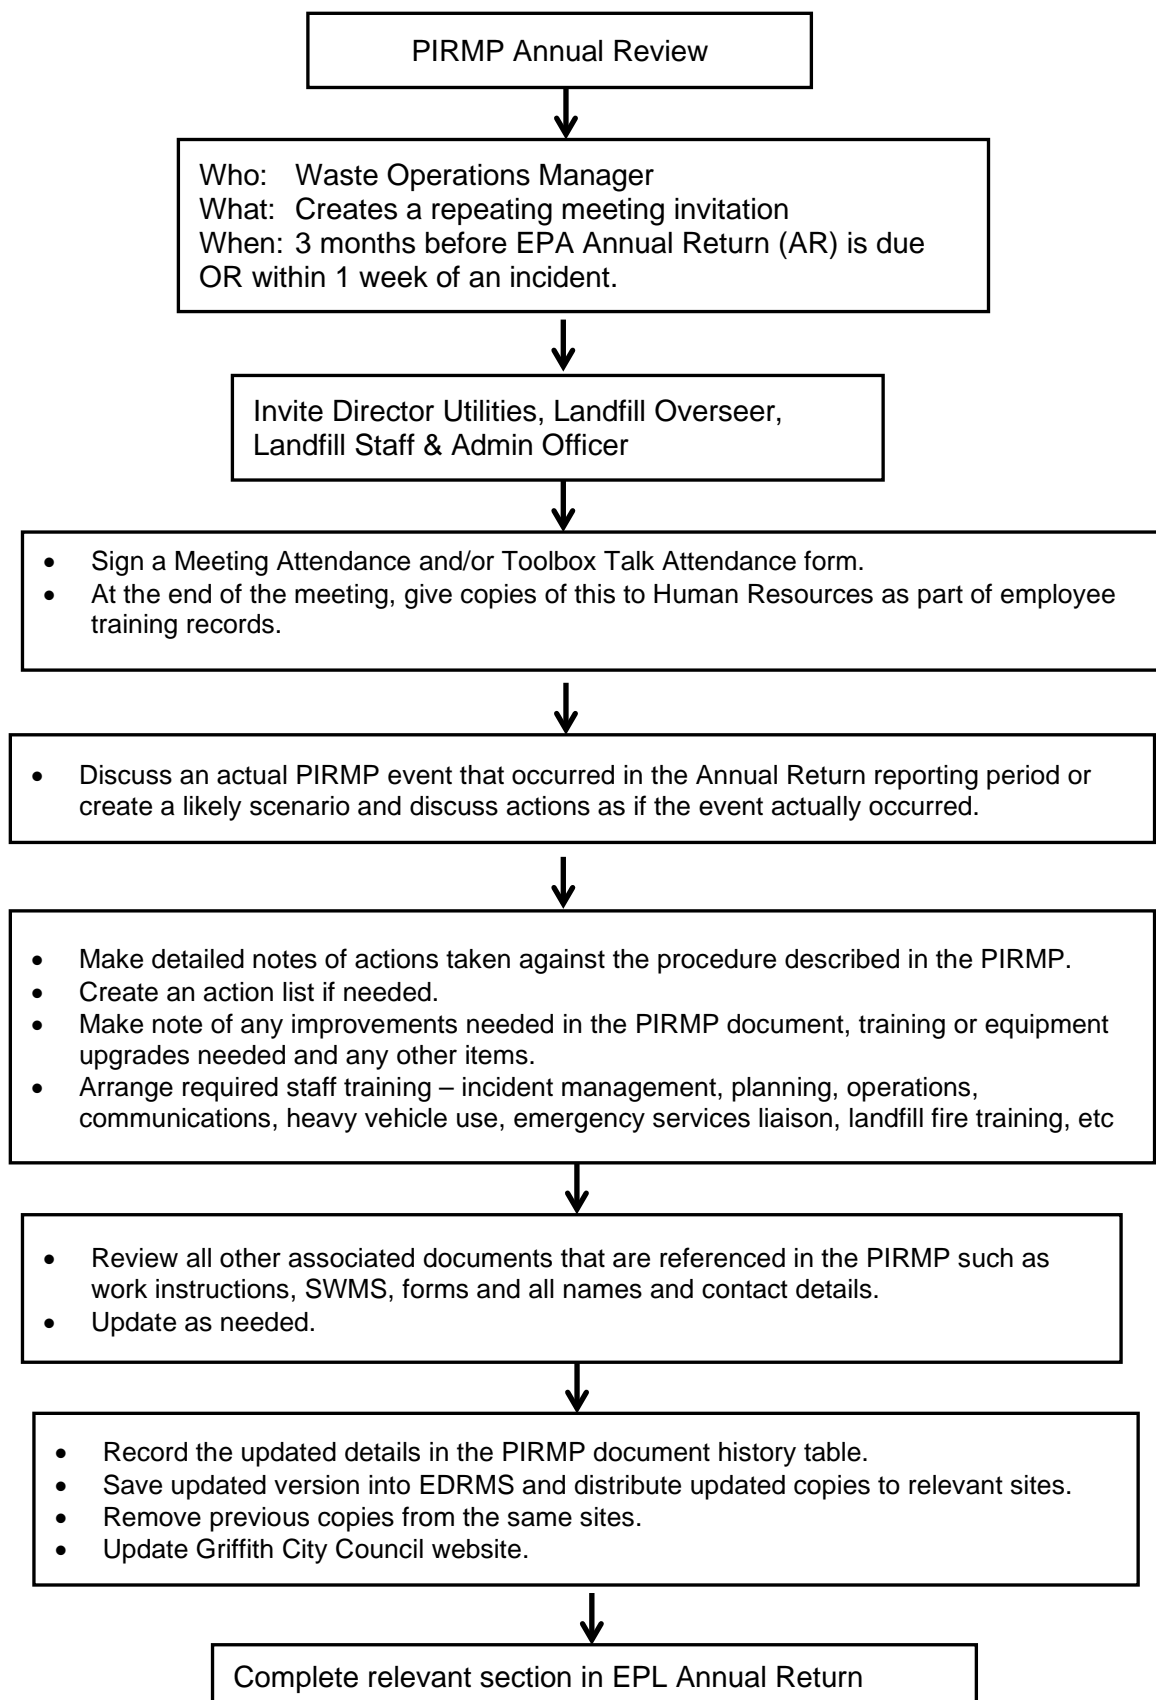 PIRMP Annual Review
Who: Waste Operations Manager
What: Creates a repeating meeting invitation
When: 3 months before EPA Annual Return (AR) is due
OR within 1 week of an incident.
Invite Director Utilities, Landfill Overseer,
Landfill Staff & Admin Officer
• Sign a Meeting Attendance and/or Toolbox Talk Attendance form.
• At the end of the meeting, give copies of this to Human Resources as part of employee
training records.
• Discuss an actual PIRMP event that occurred in the Annual Return reporting period or
create a likely scenario and discuss actions as if the event actually occurred.
• Make detailed notes of actions taken against the procedure described in the PIRMP.
• Create an action list if needed.
• Make note of any improvements needed in the PIRMP document, training or equipment
upgrades needed and any other items.
• Arrange required staff training – incident management, planning, operations,
communications, heavy vehicle use, emergency services liaison, landfill fire training, etc
• Review all other associated documents that are referenced in the PIRMP such as
work instructions, SWMS, forms and all names and contact details.
• Update as needed.
• Record the updated details in the PIRMP document history table.
• Save updated version into EDRMS and distribute updated copies to relevant sites.
• Remove previous copies from the same sites.
• Update Griffith City Council website.
Complete relevant section in EPL Annual Return